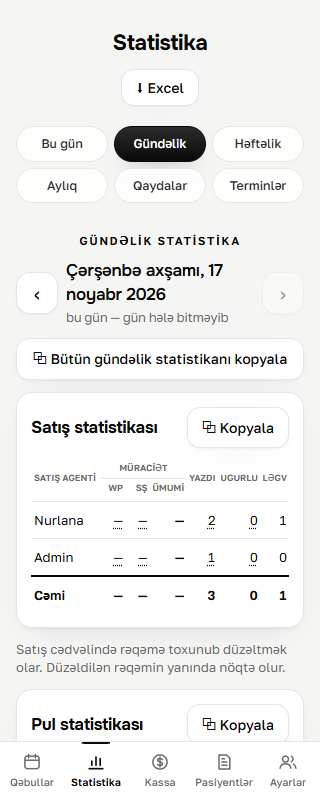 Statistika
⭳ Excel
Bu gün Gündəlik Həftəlik
Aylıq Qaydalar Terminlər
GÜNDƏLİK STATİSTİKA
‹ Çərşənbə axşamı, 17 ›
noyabr 2026
bu gün — gün hələ bitməyib
Bütün gündəlik statistikanı kopyala
Satış statistikası Kopyala
SATIŞ AGENTİ MÜRACİƏT YAZDI UGURLU LƏGV
WP SŞ ÜMUMİ
Nurlana — — — 2 0 1
Admin — — — 1 0 0
Cəmi — — — 3 0 1
Satış cədvəlində rəqəmə toxunub düzəltmək
olar. Düzəldilən rəqəmin yanında nöqtə olur.
Pul statistikası Kopyala
Qəbullar Statistika Kassa Pasiyentlər Ayarlar